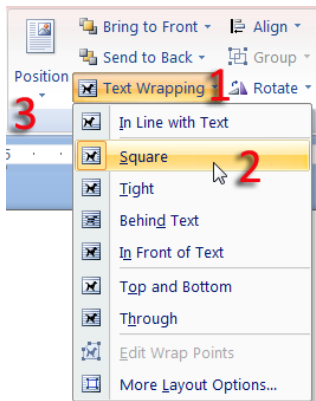 Bring to Front
Align
Send to Back
Group
Position
Text Wrapping
1
Rotate
3
In Line with Text
5
Square
2
Tight
Behind Text
In Front of Text
Top and Bottom
Through
Edit Wrap Points
More Layout Options...